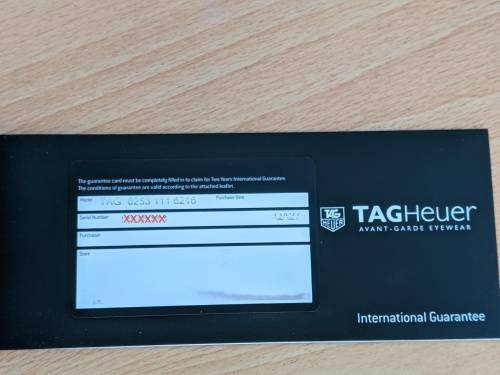 The guarantee card must be completely filled in to claim for Two Years International Guarantee.
The conditions of guarantee are valid according to the attached leaflet.
Model TAG 0253 111 6216 Purchase Date
Serial Number XXXXXX
Purchaser
Store
TAG
HEUER
TAGHeuer
AVANT-GARDE EYEWEAR
International Guarantee